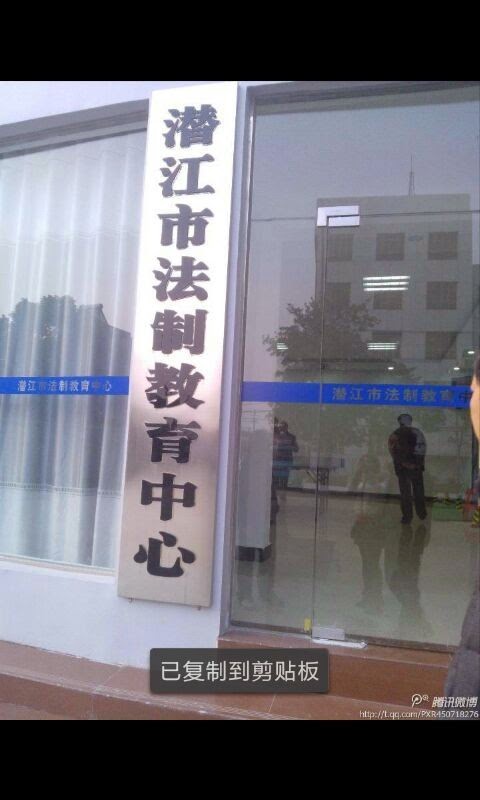 潜江市法制教育中心
潜江市法制教育中心
潜江市法制教育中
已复制到剪贴板
腾讯微博
http://t.qq.com/PXR450718276